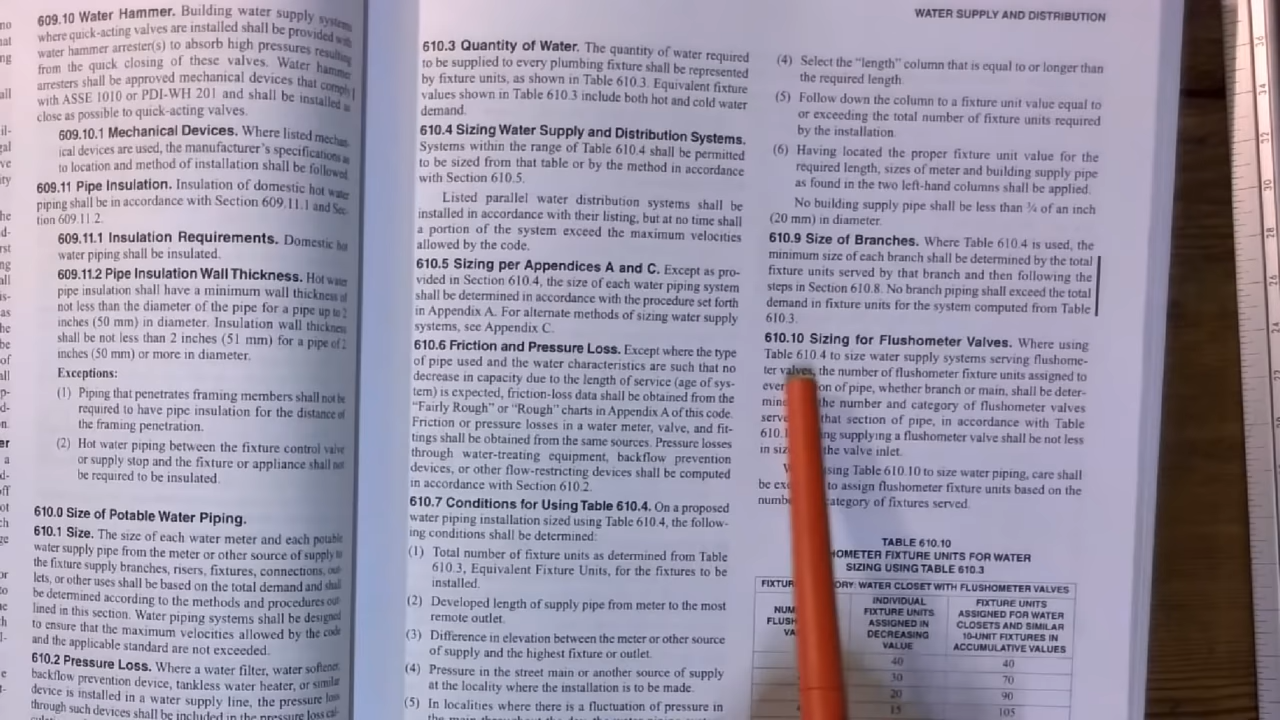 609.10 Water Hammer. Building water supply systems
where quick-acting valves are installed shall be provided with
water hammer arrester(s) to absorb high pressures resulting
from the quick closing of these valves. Water hammer
arresters shall be approved mechanical devices that comply
with ASSE 1010 or PDI-WH 201 and shall be installed as
close as possible to quick-acting valves.
609.10.1 Mechanical Devices. Where listed mechan-
ical devices are used, the manufacturer's specifications as
to location and method of installation shall be followed.
609.11 Pipe Insulation. Insulation of domestic hot water
piping shall be in accordance with Section 609.11.1 and Sec-
tion 609.11.2.
609.11.1 Insulation Requirements. Domestic hot
water piping shall be insulated.
609.11.2 Pipe Insulation Wall Thickness. Hot water
pipe insulation shall have a minimum wall thickness of
not less than the diameter of the pipe for a pipe up to 2
inches (50 mm) in diameter. Insulation wall thickness
shall be not less than 2 inches (51 mm) for a pipe of 2
inches (50 mm) or more in diameter.
Exceptions:
(1) Piping that penetrates framing members shall not be
required to have pipe insulation for the distance of
the framing penetration.
(2) Hot water piping between the fixture control valve
or supply stop and the fixture or appliance shall not
be required to be insulated.
610.0 Size of Potable Water Piping.
610.1 Size. The size of each water meter and each potable
water supply pipe from the meter or other source of supply to
the fixture supply branches, risers, fixtures, connections, out-
lets, or other uses shall be based on the total demand and shall
be determined according to the methods and procedures out-
lined in this section. Water piping systems shall be designed
to ensure that the maximum velocities allowed by the code
and the applicable standard are not exceeded.
610.2 Pressure Loss. Where a water filter, water softener,
backflow prevention device, tankless water heater, or similar
device is installed in a water supply line, the pressure loss
through such devices shall be included in the pressure loss cal-
WATER SUPPLY AND DISTRIBUTION
610.3 Quantity of Water. The quantity of water required
to be supplied to every plumbing fixture shall be represented
by fixture units, as shown in Table 610.3. Equivalent fixture
values shown in Table 610.3 include both hot and cold water
demand.
610.4 Sizing Water Supply and Distribution Systems.
Systems within the range of Table 610.4 shall be permitted
to be sized from that table or by the method in accordance
with Section 610.5.
Listed parallel water distribution systems shall be
installed in accordance with their listing, but at no time shall
a portion of the system exceed the maximum velocities
allowed by the code.
610.5 Sizing per Appendices A and C. Except as pro-
vided in Section 610.4, the size of each water piping system
shall be determined in accordance with the procedure set forth
in Appendix A. For alternate methods of sizing water supply
systems, see Appendix C.
610.6 Friction and Pressure Loss. Except where the type
of pipe used and the water characteristics are such that no
decrease in capacity due to the length of service (age of sys-
tem) is expected, friction-loss data shall be obtained from the
"Fairly Rough" or "Rough" charts in Appendix A of this code.
Friction or pressure losses in a water meter, valve, and fit-
tings shall be obtained from the same sources. Pressure losses
through water-treating equipment, backflow prevention
devices, or other flow-restricting devices shall be computed
in accordance with Section 610.2.
610.7 Conditions for Using Table 610.4. On a proposed
water piping installation sized using Table 610.4, the follow-
ing conditions shall be determined:
(1) Total number of fixture units as determined from Table
610.3, Equivalent Fixture Units, for the fixtures to be
installed.
(2) Developed length of supply pipe from meter to the most
remote outlet.
(3) Difference in elevation between the meter or other source
of supply and the highest fixture or outlet.
(4) Pressure in the street main or another source of supply
at the locality where the installation is to be made.
(5) In localities where there is a fluctuation of pressure in
(4) Select the "length" column that is equal to or longer than
the required length.
(5) Follow down the column to a fixture unit value equal to
or exceeding the total number of fixture units required
by the installation.
(6) Having located the proper fixture unit value for the
required length, sizes of meter and building supply pipe
as found in the two left-hand columns shall be applied.
No building supply pipe shall be less than ¾ of an inch
(20 mm) in diameter.
610.9 Size of Branches. Where Table 610.4 is used, the
minimum size of each branch shall be determined by the total
fixture units served by that branch and then following the
steps in Section 610.8. No branch piping shall exceed the total
demand in fixture units for the system computed from Table
610.3.
610.10 Sizing for Flushometer Valves. Where using
Table 610.4 to size water supply systems serving flushome-
ter valves, the number of flushometer fixture units assigned to
on of pipe, whether branch or main, shall be deter-
the number and category of flushometer valves
that section of pipe, in accordance with Table
supplying a flushometer valve shall not be less
in the valve inlet.
using Table 610.10 to size water piping, care shall
be to assign flushometer fixture units based on the
category of fixtures served.
TABLE 610.10
OMETER FIXTURE UNITS FOR WATER
SIZING USING TABLE 610.3
WATER CLOSET WITH FLUSHOMETER VALVES
INDIVIDUAL
FIXTURE UNITS
ASSIGNED IN
DECREASING
VALUE
FIXTURE UNITS
ASSIGNED FOR WATER
CLOSETS AND SIMILAR
10-UNIT FIXTURES IN
ACCUMULATIVE VALUES
40 40
30 70
20 90
15 105
36
34
32
30
28
26